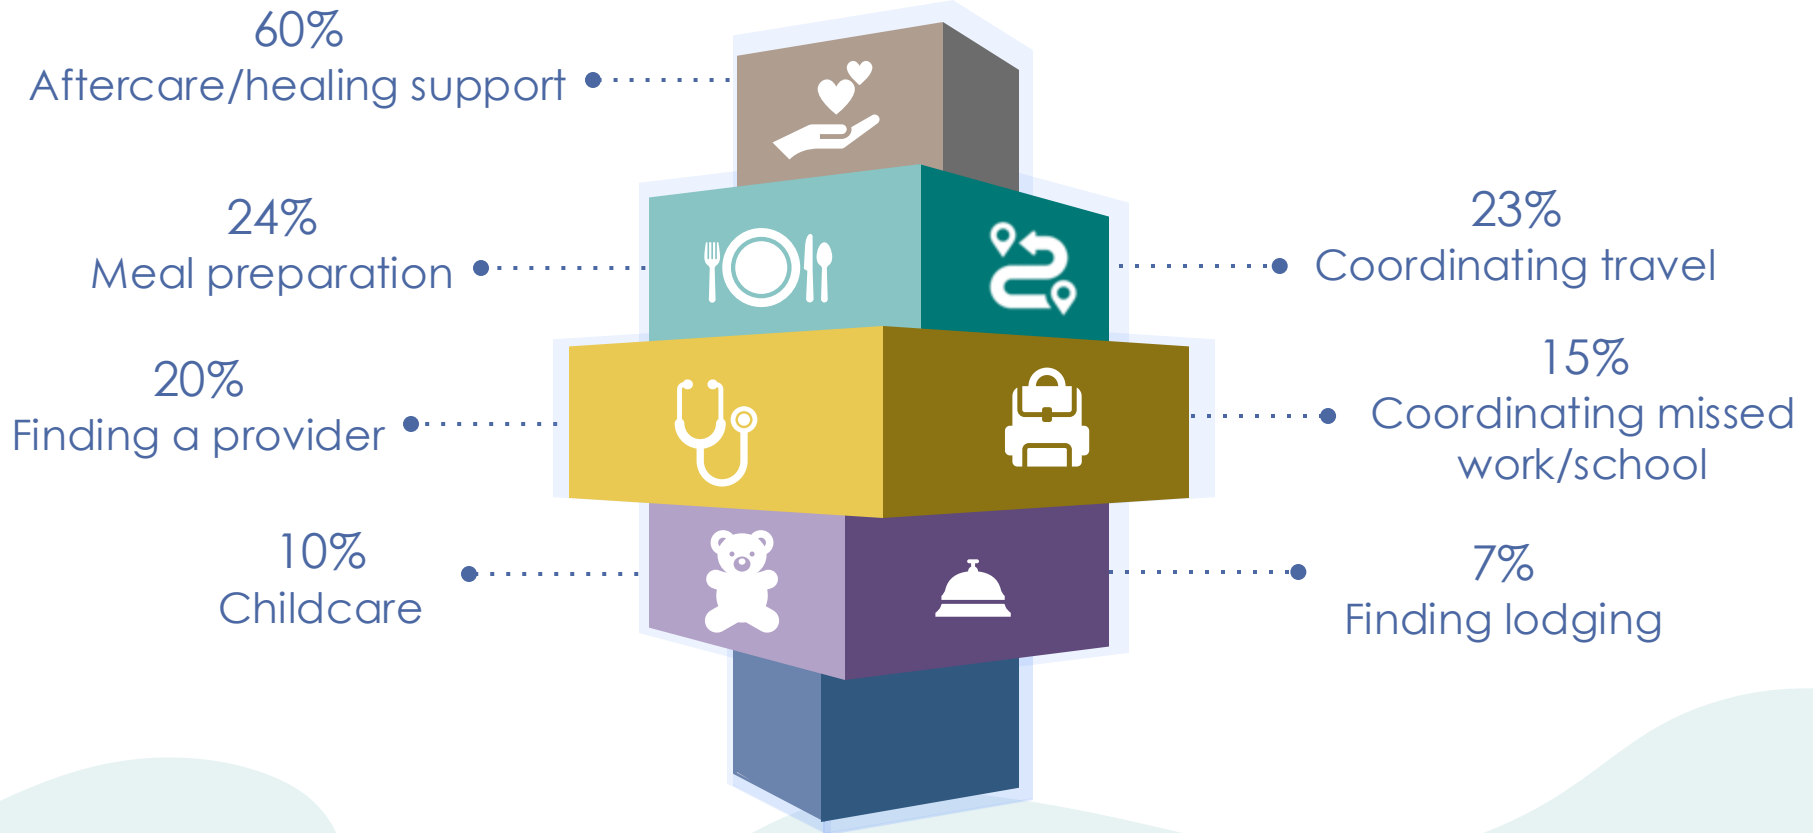 60%
Aftercare/healing support
24%
Meal preparation
23%
Coordinating travel
20%
Finding a provider
15%
Coordinating missed
work/school
10%
Childcare
7%
Finding lodging